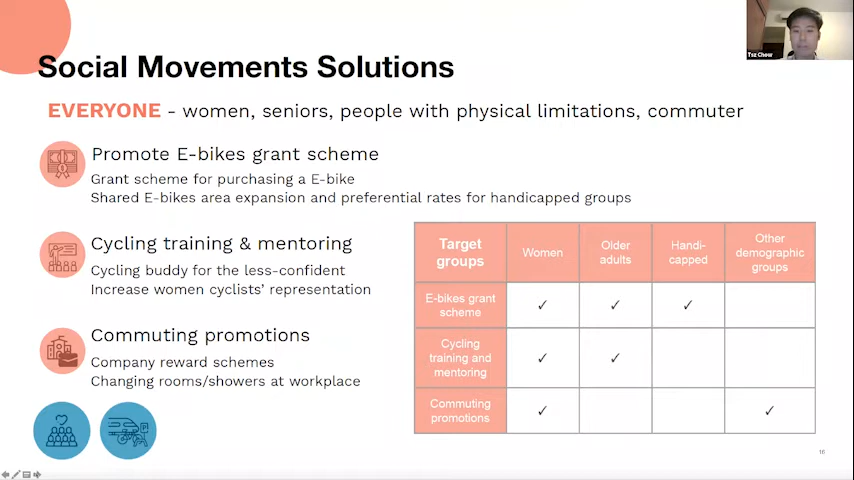 Tsz Chow
Social Movements Solutions
EVERYONE - women, seniors, people with physical limitations, commuter
Promote E-bikes grant scheme
Grant scheme for purchasing a E-bike
Shared E-bikes area expansion and preferential rates for handicapped groups
Cycling training & mentoring
Cycling buddy for the less-confident
Increase women cyclists' representation
Commuting promotions
Company reward schemes
Changing rooms/showers at workplace
Target
groups
Women
Older
adults
Handi-
capped
Other
demographic
groups
E-bikes grant
scheme
✓ ✓ ✓
Cycling
training and
mentoring
✓ ✓
Commuting
promotions
✓ ✓
P
16